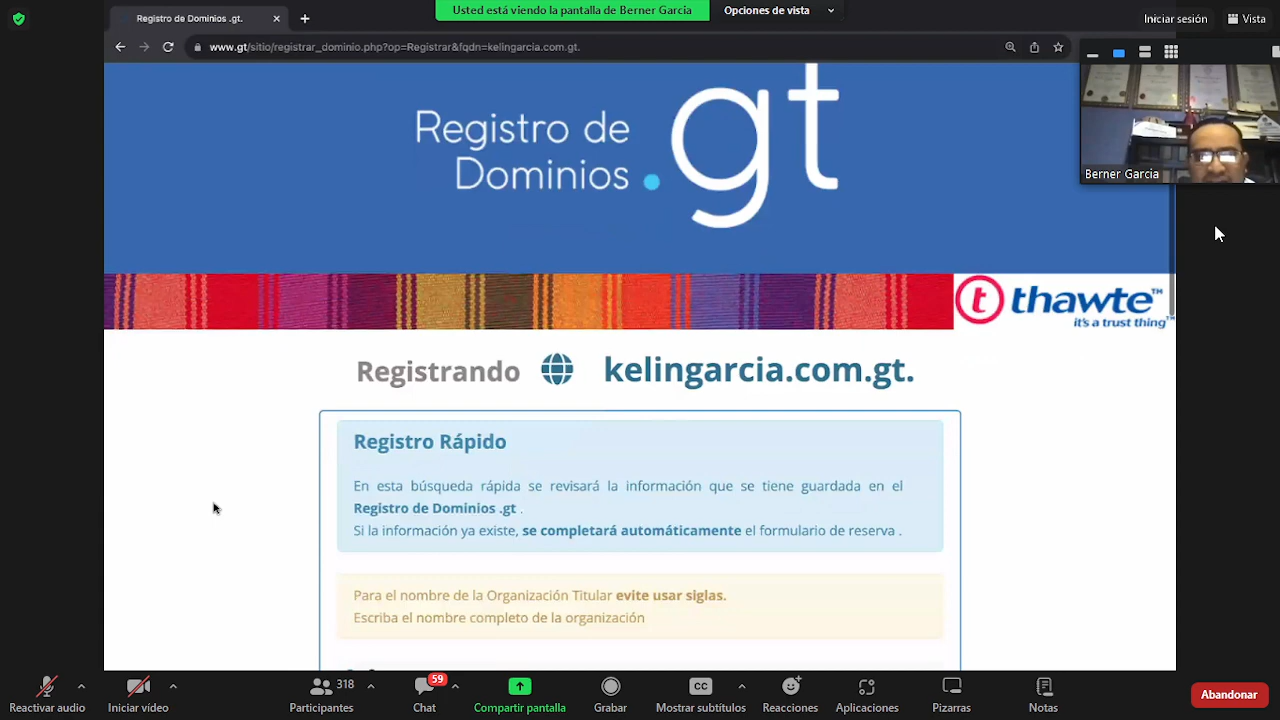 Usted está viendo la pantalla de Berner Garcia
Opciones de vista
Iniciar sesión
Vista
Registro de Dominios .gt.
www.gt/sitio/registrar_dominio.php?op=Registrar&fqdn=kelingarcia.com.gt.
Berner Garcia
Registro de
Dominios .gt
t thawte™
it's a trust thing™
Registrando kelingarcia.com.gt.
Registro Rápido
En esta búsqueda rápida se revisará la información que se tiene guardada en el
Registro de Dominios .gt .
Si la información ya existe, se completará automáticamente el formulario de reserva .
Para el nombre de la Organización Titular evite usar siglas.
Escriba el nombre completo de la organización
Reactivar audio
Iniciar vídeo
318
Participantes
59
Chat
Compartir pantalla
Grabar
CC
Mostrar subtítulos
Reacciones
Aplicaciones
Pizarras
Notas
Abandonar